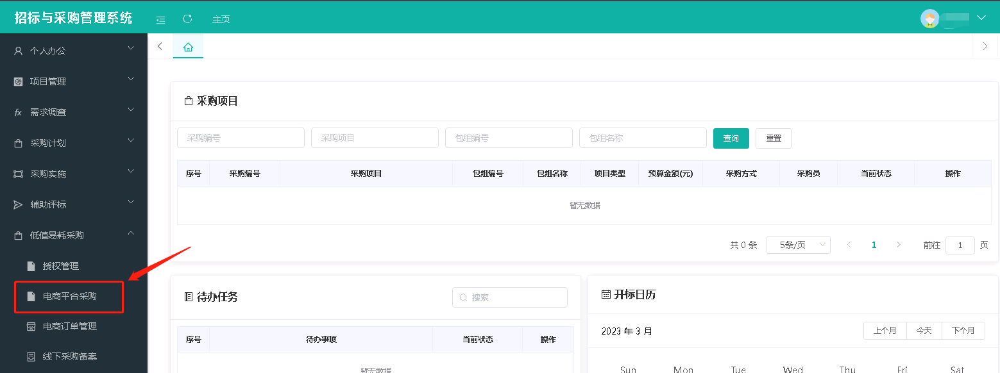 招标与采购管理系统
主页
个人办公
项目管理
需求调查
采购计划
采购实施
辅助评标
低值易耗采购
授权管理
电商平台采购
电商订单管理
线下采购备案
采购项目
采购编号 采购项目 包组编号 包组名称 查询 重置
序号 采购编号 采购项目 包组编号 包组名称 项目类型 预算金额(元) 采购方式 采购员 当前状态 操作
暂无数据
共 0 条 5条/页 1 前往 1 页
待办任务 搜索
序号 待办事项 当前状态 操作
暂无数据
开标日历
2023 年 3 月 上个月 今天 下个月
Sun Mon Tue Wed Thu Fri Sat